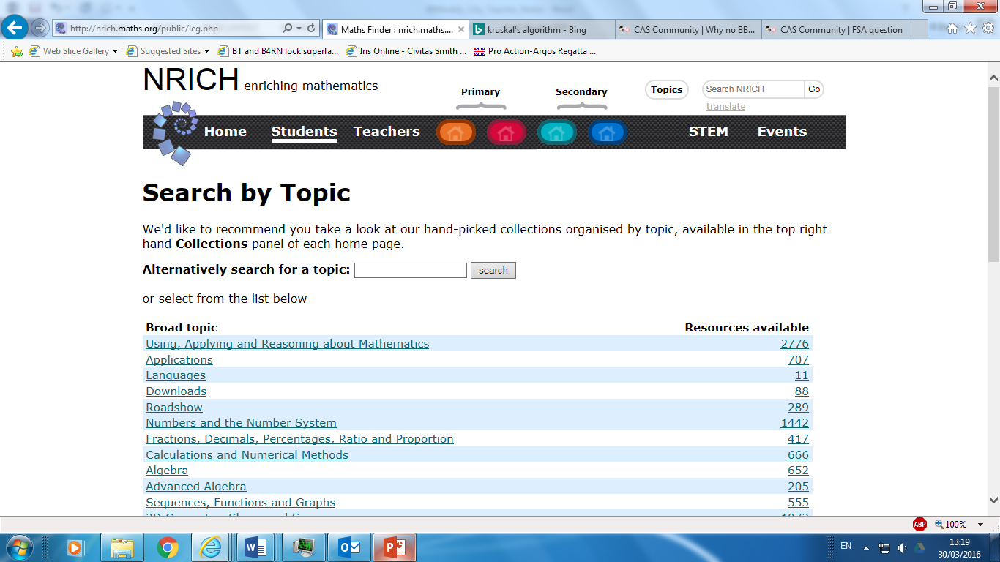 http://nrich.maths.org/public/leg.php
Maths Finder : nrich.maths....
kruskal's algorithm - Bing
CAS Community | Why no BB...
CAS Community | FSA question
Web Slice Gallery
Suggested Sites
BT and B4RN lock superfa...
Iris Online - Civitas Smith ...
Pro Action-Argos Regatta ...
NRICH enriching mathematics
Primary
Secondary
Topics
Search NRICH
Go
translate
Home
Students
Teachers
STEM
Events
Search by Topic
We'd like to recommend you take a look at our hand-picked collections organised by topic, available in the top right
hand Collections panel of each home page.
Alternatively search for a topic:
search
or select from the list below
Broad topic Resources available
Using, Applying and Reasoning about Mathematics 2776
Applications 707
Languages 11
Downloads 88
Roadshow 289
Numbers and the Number System 1442
Fractions, Decimals, Percentages, Ratio and Proportion 417
Calculations and Numerical Methods 666
Algebra 652
Advanced Algebra 205
Sequences, Functions and Graphs 555
ABP
100%
EN
13:19
30/03/2016